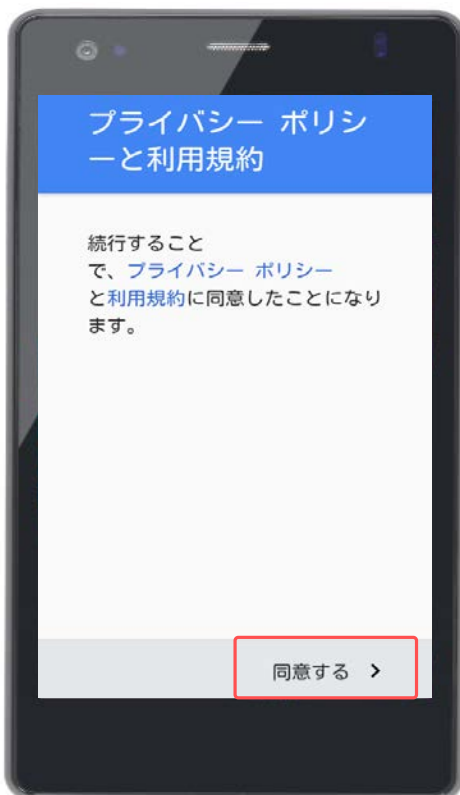 プライバシー ポリシ
ーと利用規約
続行すること
で、プライバシー ポリシー
と利用規約に同意したことになり
ます。
同意する >